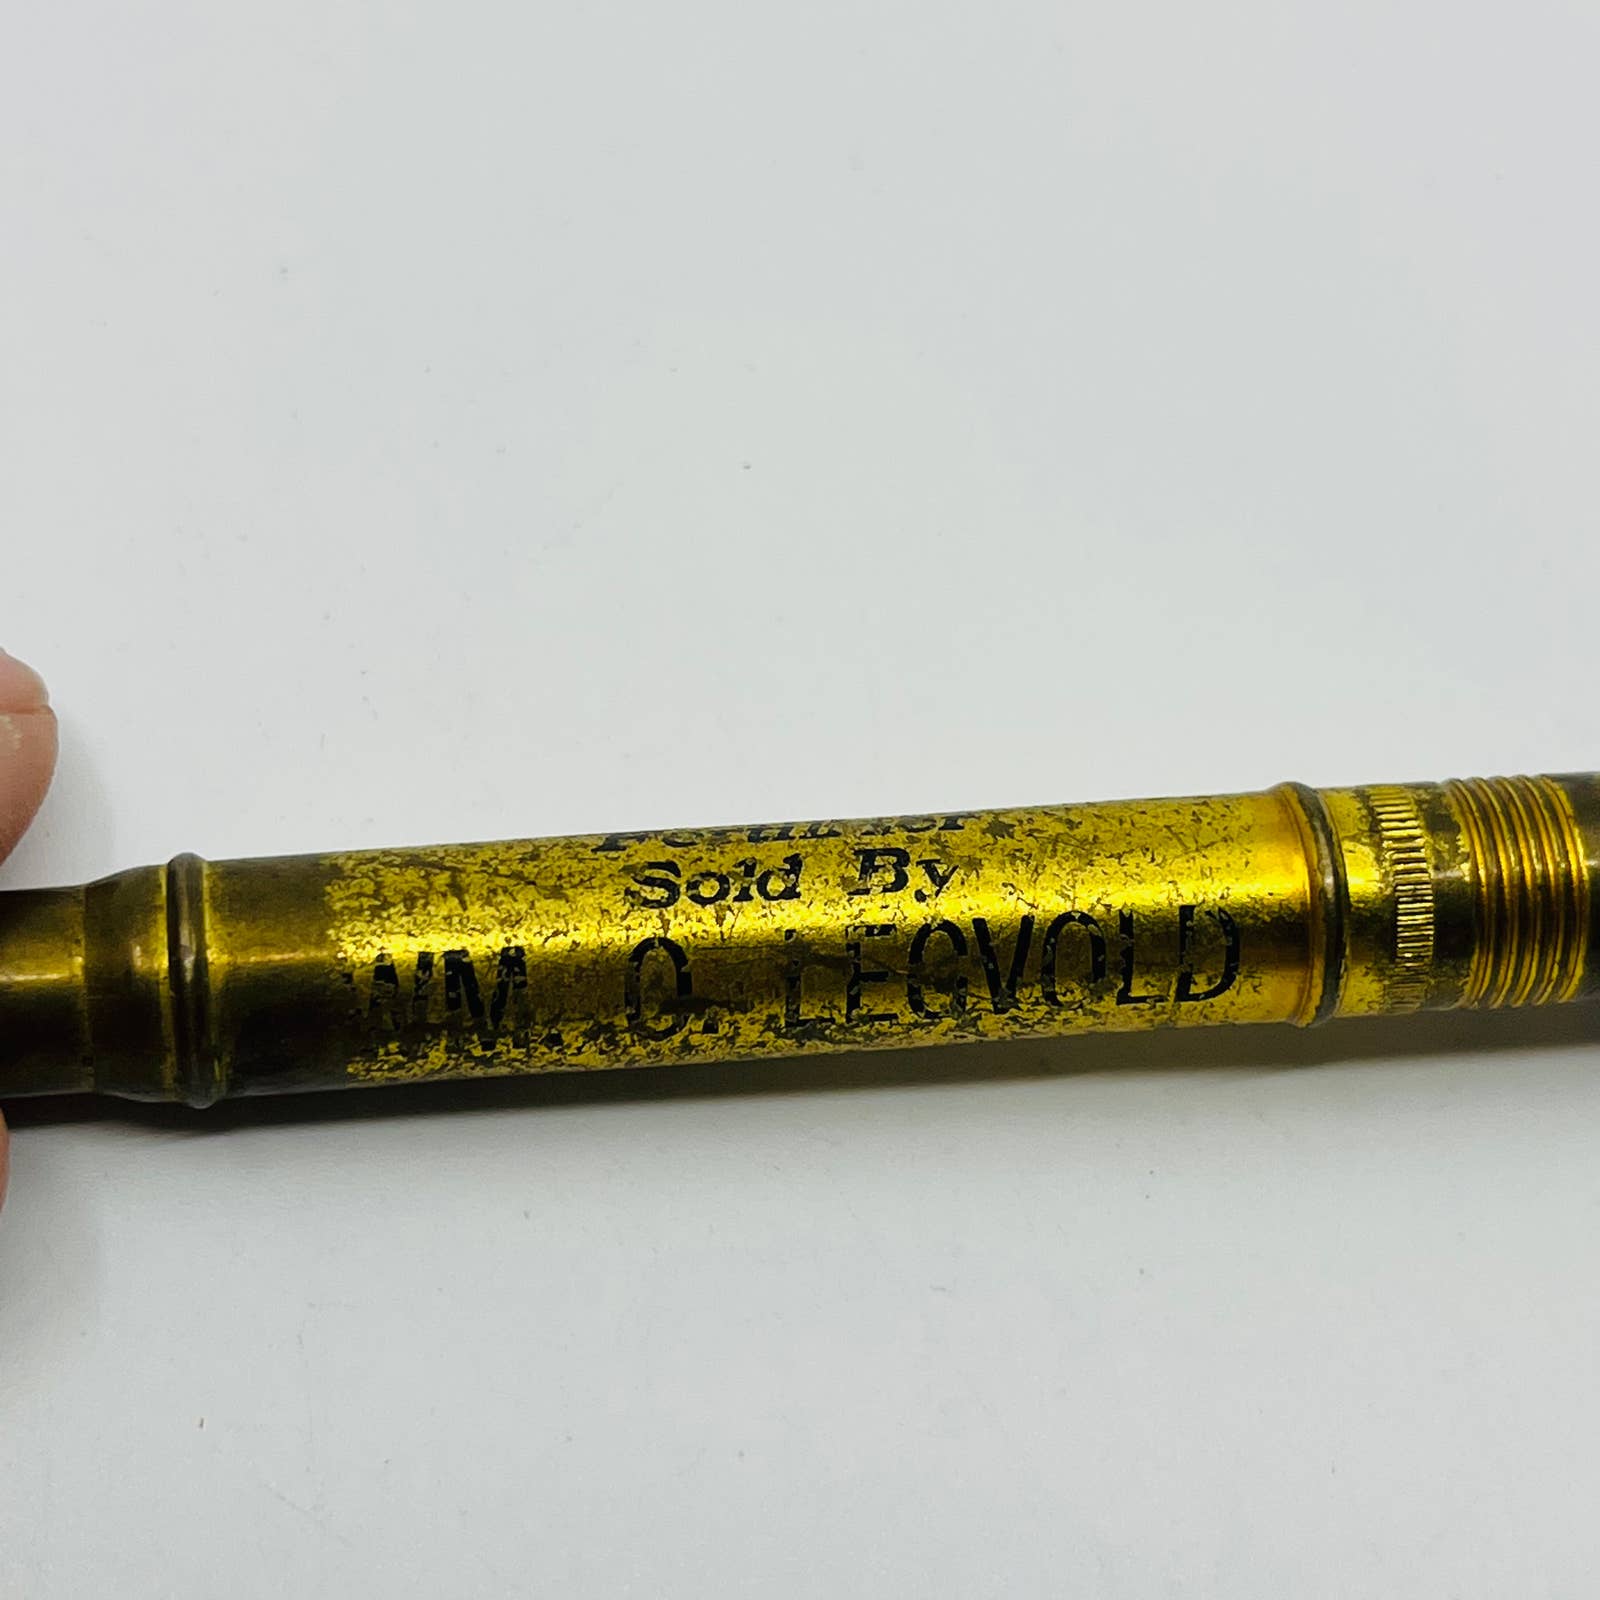 Sold By
WM. O. LEGVOLD